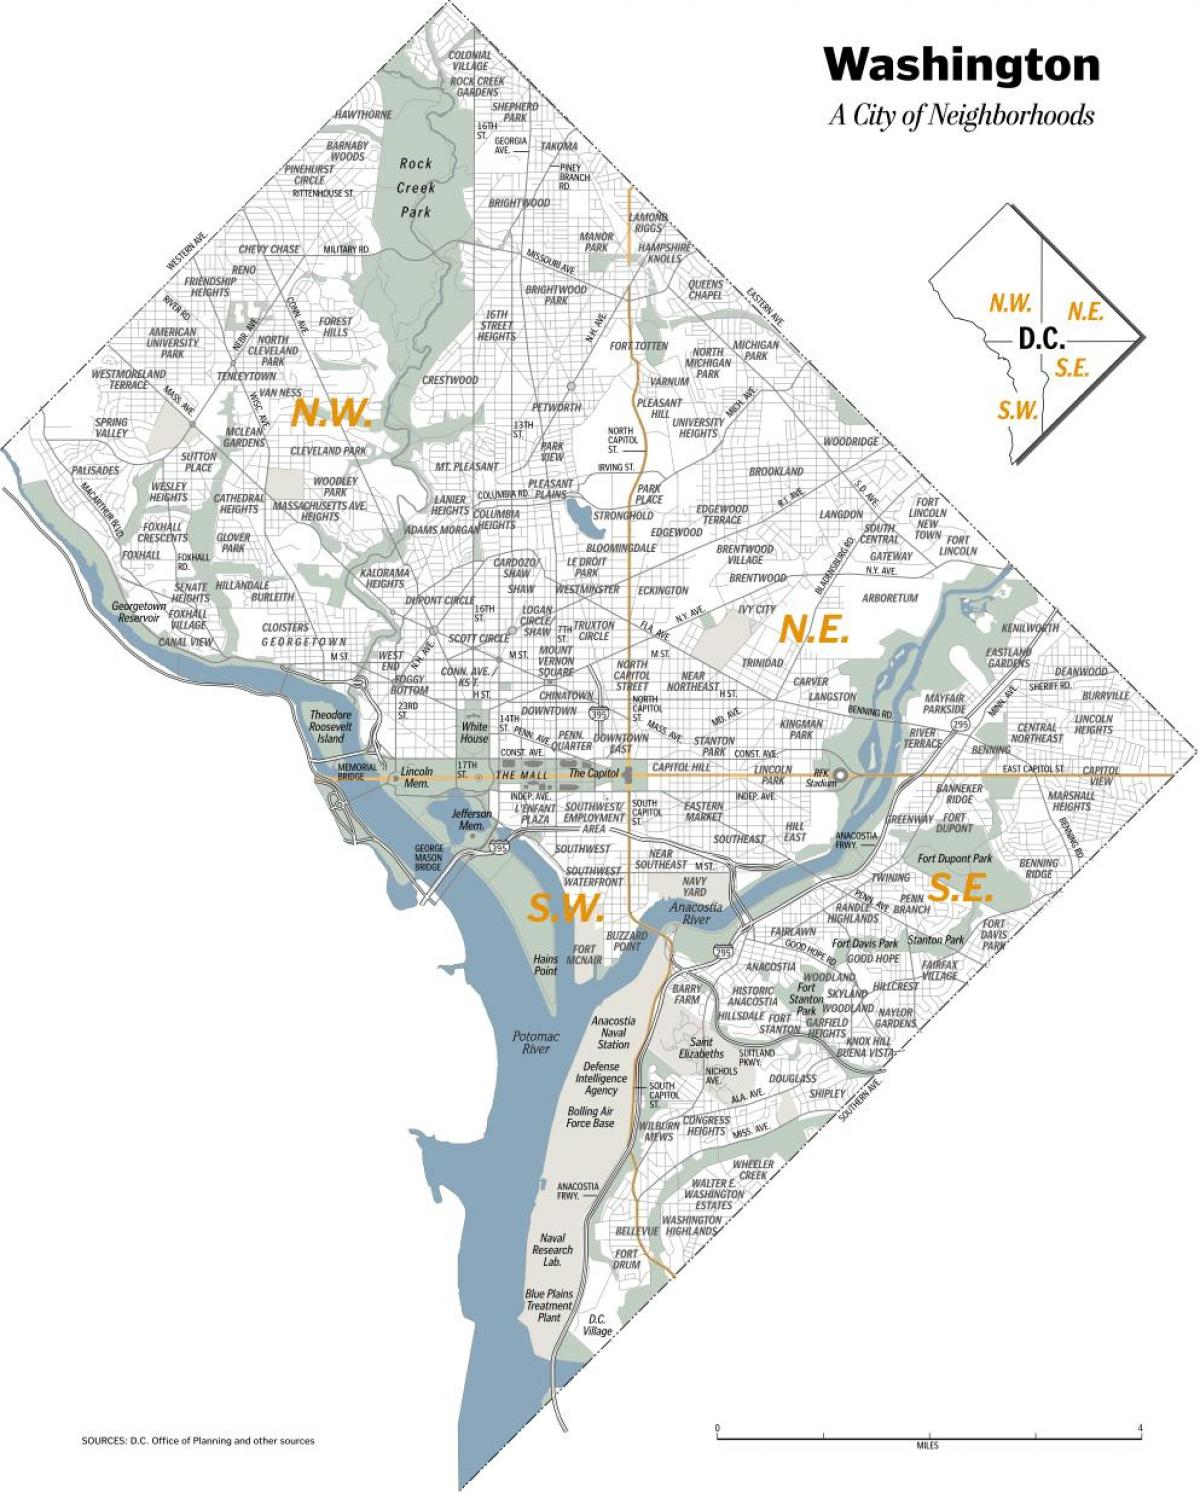 Washington
A City of Neighborhoods
COLONIAL
VILLAGE
ROCK CREEK
GARDENS
SHEPHERD
PARK
HAWTHORNE
16TH
ST.
GEORGIA
AVE.
TAKOMA
BARNABY
WOODS
Rock
Creek
Park
PINEHURST
CIRCLE
PINEY
BRANCH
RD.
RITTENHOUSE ST.
BRIGHTWOOD
LAMOND
RIGGS
WESTERN AVE.
CHEVY CHASE
MILITARY RD.
MANOR
PARK
HAMPSHIRE
KNOLLS
MISSOURI AVE.
RENO
FRIENDSHIP
HEIGHTS
BRIGHTWOOD
PARK
QUEENS
CHAPEL
EASTERN AVE.
RIVER RD.
CONN. AVE.
NEBR. AVE.
FOREST
HILLS
16TH
STREET
HEIGHTS
N.H. AVE.
AMERICAN
UNIVERSITY
PARK
NORTH
CLEVELAND
PARK
FORT TOTTEN
NORTH
MICHIGAN
PARK
MICHIGAN
PARK
WESTMORELAND
TERRACE
TENLEYTOWN
CRESTWOOD
VARNUM
MASS. AVE.
VAN NESS
WISC. AVE.
N.W.
PETWORTH
PLEASANT
HILL
MICH. AVE.
SPRING
VALLEY
MCLEAN
GARDENS
13TH
ST.
NORTH
CAPITOL
ST.
UNIVERSITY
HEIGHTS
WOODRIDGE
CLEVELAND PARK
PARK
VIEW
SUTTON
PLACE
PALISADES
MT. PLEASANT
IRVING ST.
BROOKLAND
WESLEY
HEIGHTS
WOODLEY
PARK
PLEASANT
PLAINS
PARK
PLACE
R.I. AVE.
S.D. AVE.
MACARTHUR BLVD.
CATHEDRAL
HEIGHTS
MASSACHUSETTS AVE.
HEIGHTS
LANIER
HEIGHTS
COLUMBIA RD.
COLUMBIA
HEIGHTS
STRONGHOLD
EDGEWOOD
TERRACE
LANGDON
FORT
LINCOLN
NEW
TOWN
FOXHALL
CRESCENTS
GLOVER
PARK
ADAMS MORGAN
EDGEWOOD
SOUTH
CENTRAL
FORT
LINCOLN
FOXHALL
FOXHALL
RD.
BLOOMINGDALE
BRENTWOOD
VILLAGE
BLADENSBURG RD.
GATEWAY
N.Y. AVE.
KALORAMA
HEIGHTS
CARDOZO/
SHAW
LE DROIT
PARK
BRENTWOOD
SENATE
HEIGHTS
HILLANDALE
BURLEITH
SHAW
WESTMINSTER
ECKINGTON
ARBORETUM
Georgetown
Reservoir
FOXHALL
VILLAGE
DUPONT CIRCLE
16TH
ST.
LOGAN
CIRCLE/
SHAW
7TH
ST.
TRUXTON
CIRCLE
FLA. AVE.
N.Y. AVE.
IVY CITY
N.E.
KENILWORTH
CANAL VIEW
CLOISTERS
GEORGETOWN
SCOTT CIRCLE
M ST.
WEST
END
N.H. AVE.
M ST.
MOUNT
VERNON
SQUARE
M ST.
TRINIDAD
EASTLAND
GARDENS
CONN. AVE./
K ST.
FOGGY
BOTTOM
H ST.
NORTH
CAPITOL
STREET
NEAR
NORTHEAST
H ST.
CARVER
LANGSTON
DEANWOOD
SHERIFF RD.
BURRVILLE
MINN. AVE.
CHINATOWN
23RD
ST.
NORTH
CAPITOL
ST.
MAYFAIR
PARKSIDE
Theodore
Roosevelt
Island
White
House
14TH
ST.
DOWNTOWN
395
MD. AVE.
BENNING RD.
295
LINCOLN
HEIGHTS
PENN. AVE.
PENN.
QUARTER
DOWNTOWN
EAST
MASS. AVE.
KINGMAN
PARK
RIVER
TERRACE
CENTRAL
NORTHEAST
CONST. AVE.
STANTON
PARK
CONST. AVE.
BENNING
MEMORIAL
BRIDGE
Lincoln
Mem.
17TH
ST.
THE MALL
The Capitol
CAPITOL HILL
LINCOLN
PARK
RFK
Stadium
EAST CAPITOL ST.
CAPITOL
VIEW
INDEP. AVE.
INDEP. AVE.
BANNEKER
RIDGE
MARSHALL
HEIGHTS
Jefferson
Mem.
L'ENFANT
PLAZA
SOUTHWEST/
EMPLOYMENT
AREA
SOUTH
CAPITOL
ST.
EASTERN
MARKET
GREENWAY
FORT
DUPONT
BENNING RD.
395
HILL
EAST
SOUTHEAST
ANACOSTIA
FRWY.
GEORGE
MASON
BRIDGE
SOUTHWEST
NEAR
SOUTHEAST
M ST.
Fort Dupont Park
BENNING
RIDGE
SOUTHWEST
WATERFRONT
NAVY
YARD
TWINING
S.E.
S.W.
Anacostia
River
PENN. AVE.
PENN
BRANCH
RANDLE
HIGHLANDS
FORT
DAVIS
PARK
BUZZARD
POINT
FORT
MCNAIR
295
FAIRLAWN
GOOD HOPE RD.
Fort Davis Park
Stanton Park
Hains
Point
GOOD HOPE
ANACOSTIA
FAIRFAX
VILLAGE
WOODLAND
BARRY
FARM
HISTORIC
ANACOSTIA
Fort
Stanton
Park
SKYLAND
HILLCREST
WOODLAND
HILLSDALE
FORT
STANTON
GARFIELD
HEIGHTS
NAYLOR
GARDENS
Potomac
River
Anacostia
Naval
Station
Saint
Elizabeths
SUITLAND
PKWY.
KNOX HILL
BUENA VISTA
Defense
Intelligence
Agency
NICHOLS
AVE.
DOUGLASS
SOUTH
CAPITOL
ST.
ALA. AVE.
SHIPLEY
SOUTHERN AVE.
Bolling Air
Force Base
WILBURN
MEWS
CONGRESS
HEIGHTS
MISS. AVE.
WHEELER
CREEK
ANACOSTIA
FRWY.
WALTER E.
WASHINGTON
ESTATES
BELLEVUE
WASHINGTON
HIGHLANDS
Naval
Research
Lab.
FORT
DRUM
Blue Plains
Treatment
Plant
D.C.
Village
N.W.
N.E.
D.C.
S.E.
S.W.
SOURCES: D.C. Office of Planning and other sources
0
4
MILES